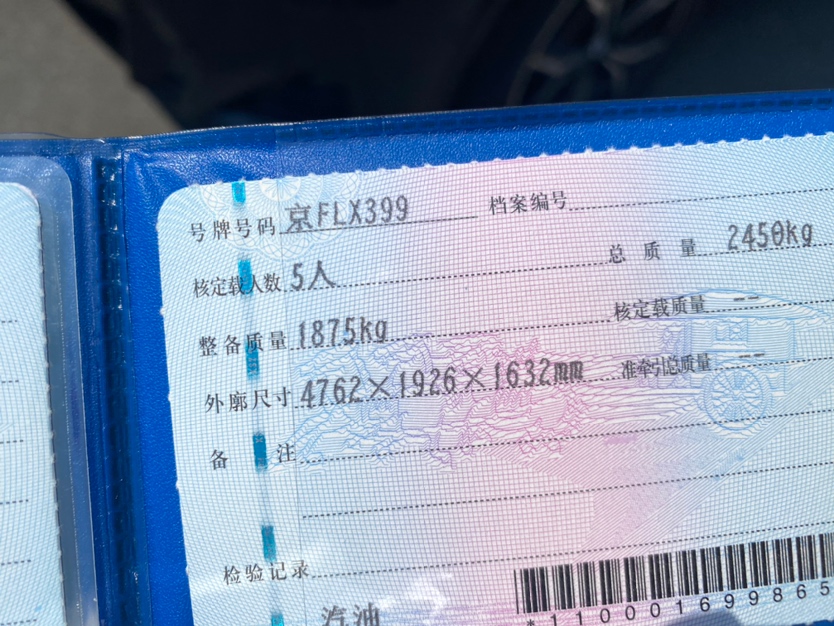 号牌号码 京FLX399 档案编号
核定载人数 5人 总质量 2450kg
整备质量 1875kg 核定载质量 --
外廓尺寸 4762×1926×1632mm 准牵引总质量 --
备注
检验记录
汽油
*110001699865